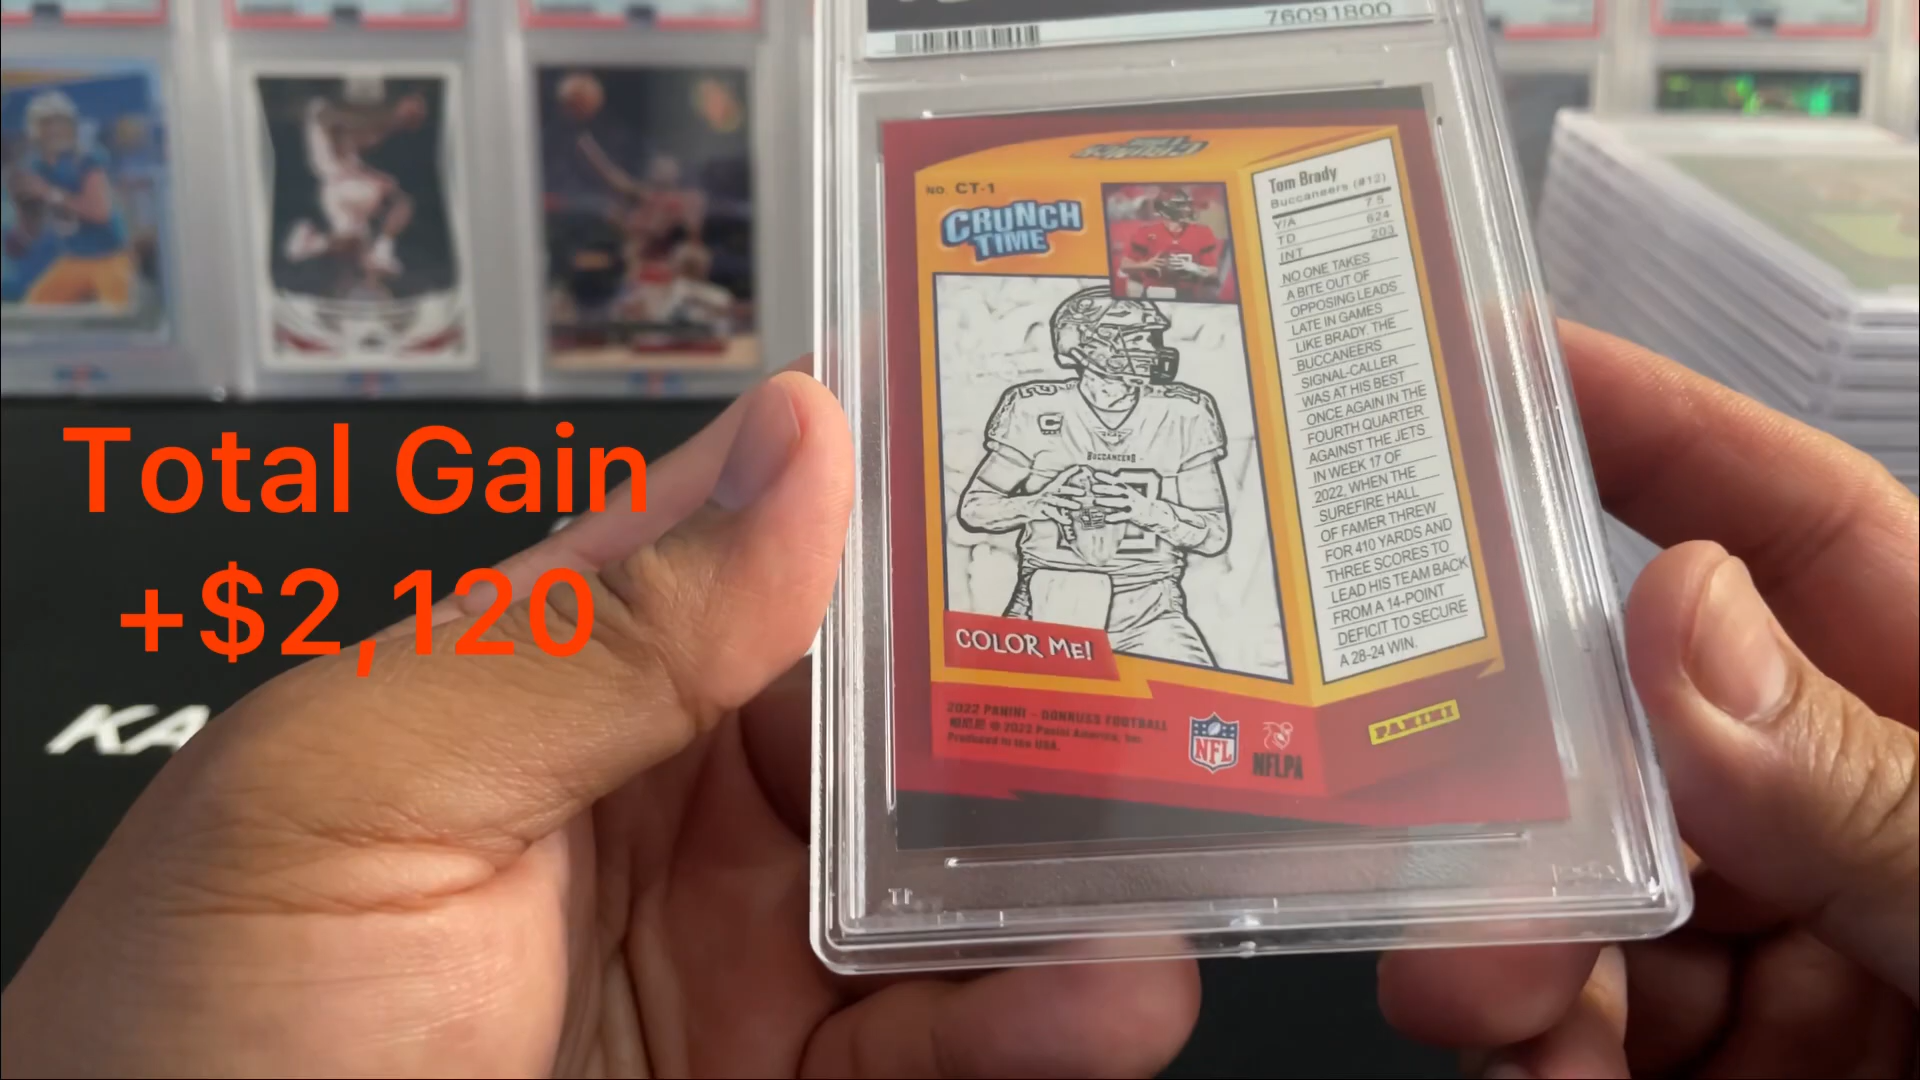 76091800
NO. CT-1
CRUNCH
TIME
CRUNCH
TIME
Tom Brady
Buccaneers (#12)
Y/A 7.5
TD 624
INT 203
NO ONE TAKES
A BITE OUT OF
OPPOSING LEADS
LATE IN GAMES
LIKE BRADY. THE
BUCCANEERS
SIGNAL-CALLER
WAS AT HIS BEST
ONCE AGAIN IN THE
FOURTH QUARTER
AGAINST THE JETS
IN WEEK 17 OF
2022, WHEN THE
SUREFIRE HALL
OF FAMER THREW
FOR 410 YARDS AND
THREE SCORES TO
LEAD HIS TEAM BACK
FROM A 14-POINT
DEFICIT TO SECURE
A 28-24 WIN.
C
BUCCANEERS
COLOR ME!
2022 PANINI - DONRUSS FOOTBALL
© 2022 Panini America, Inc.
Produced in the USA.
NFL
NFLPA
PANINI
Total Gain
+$2,120
KA